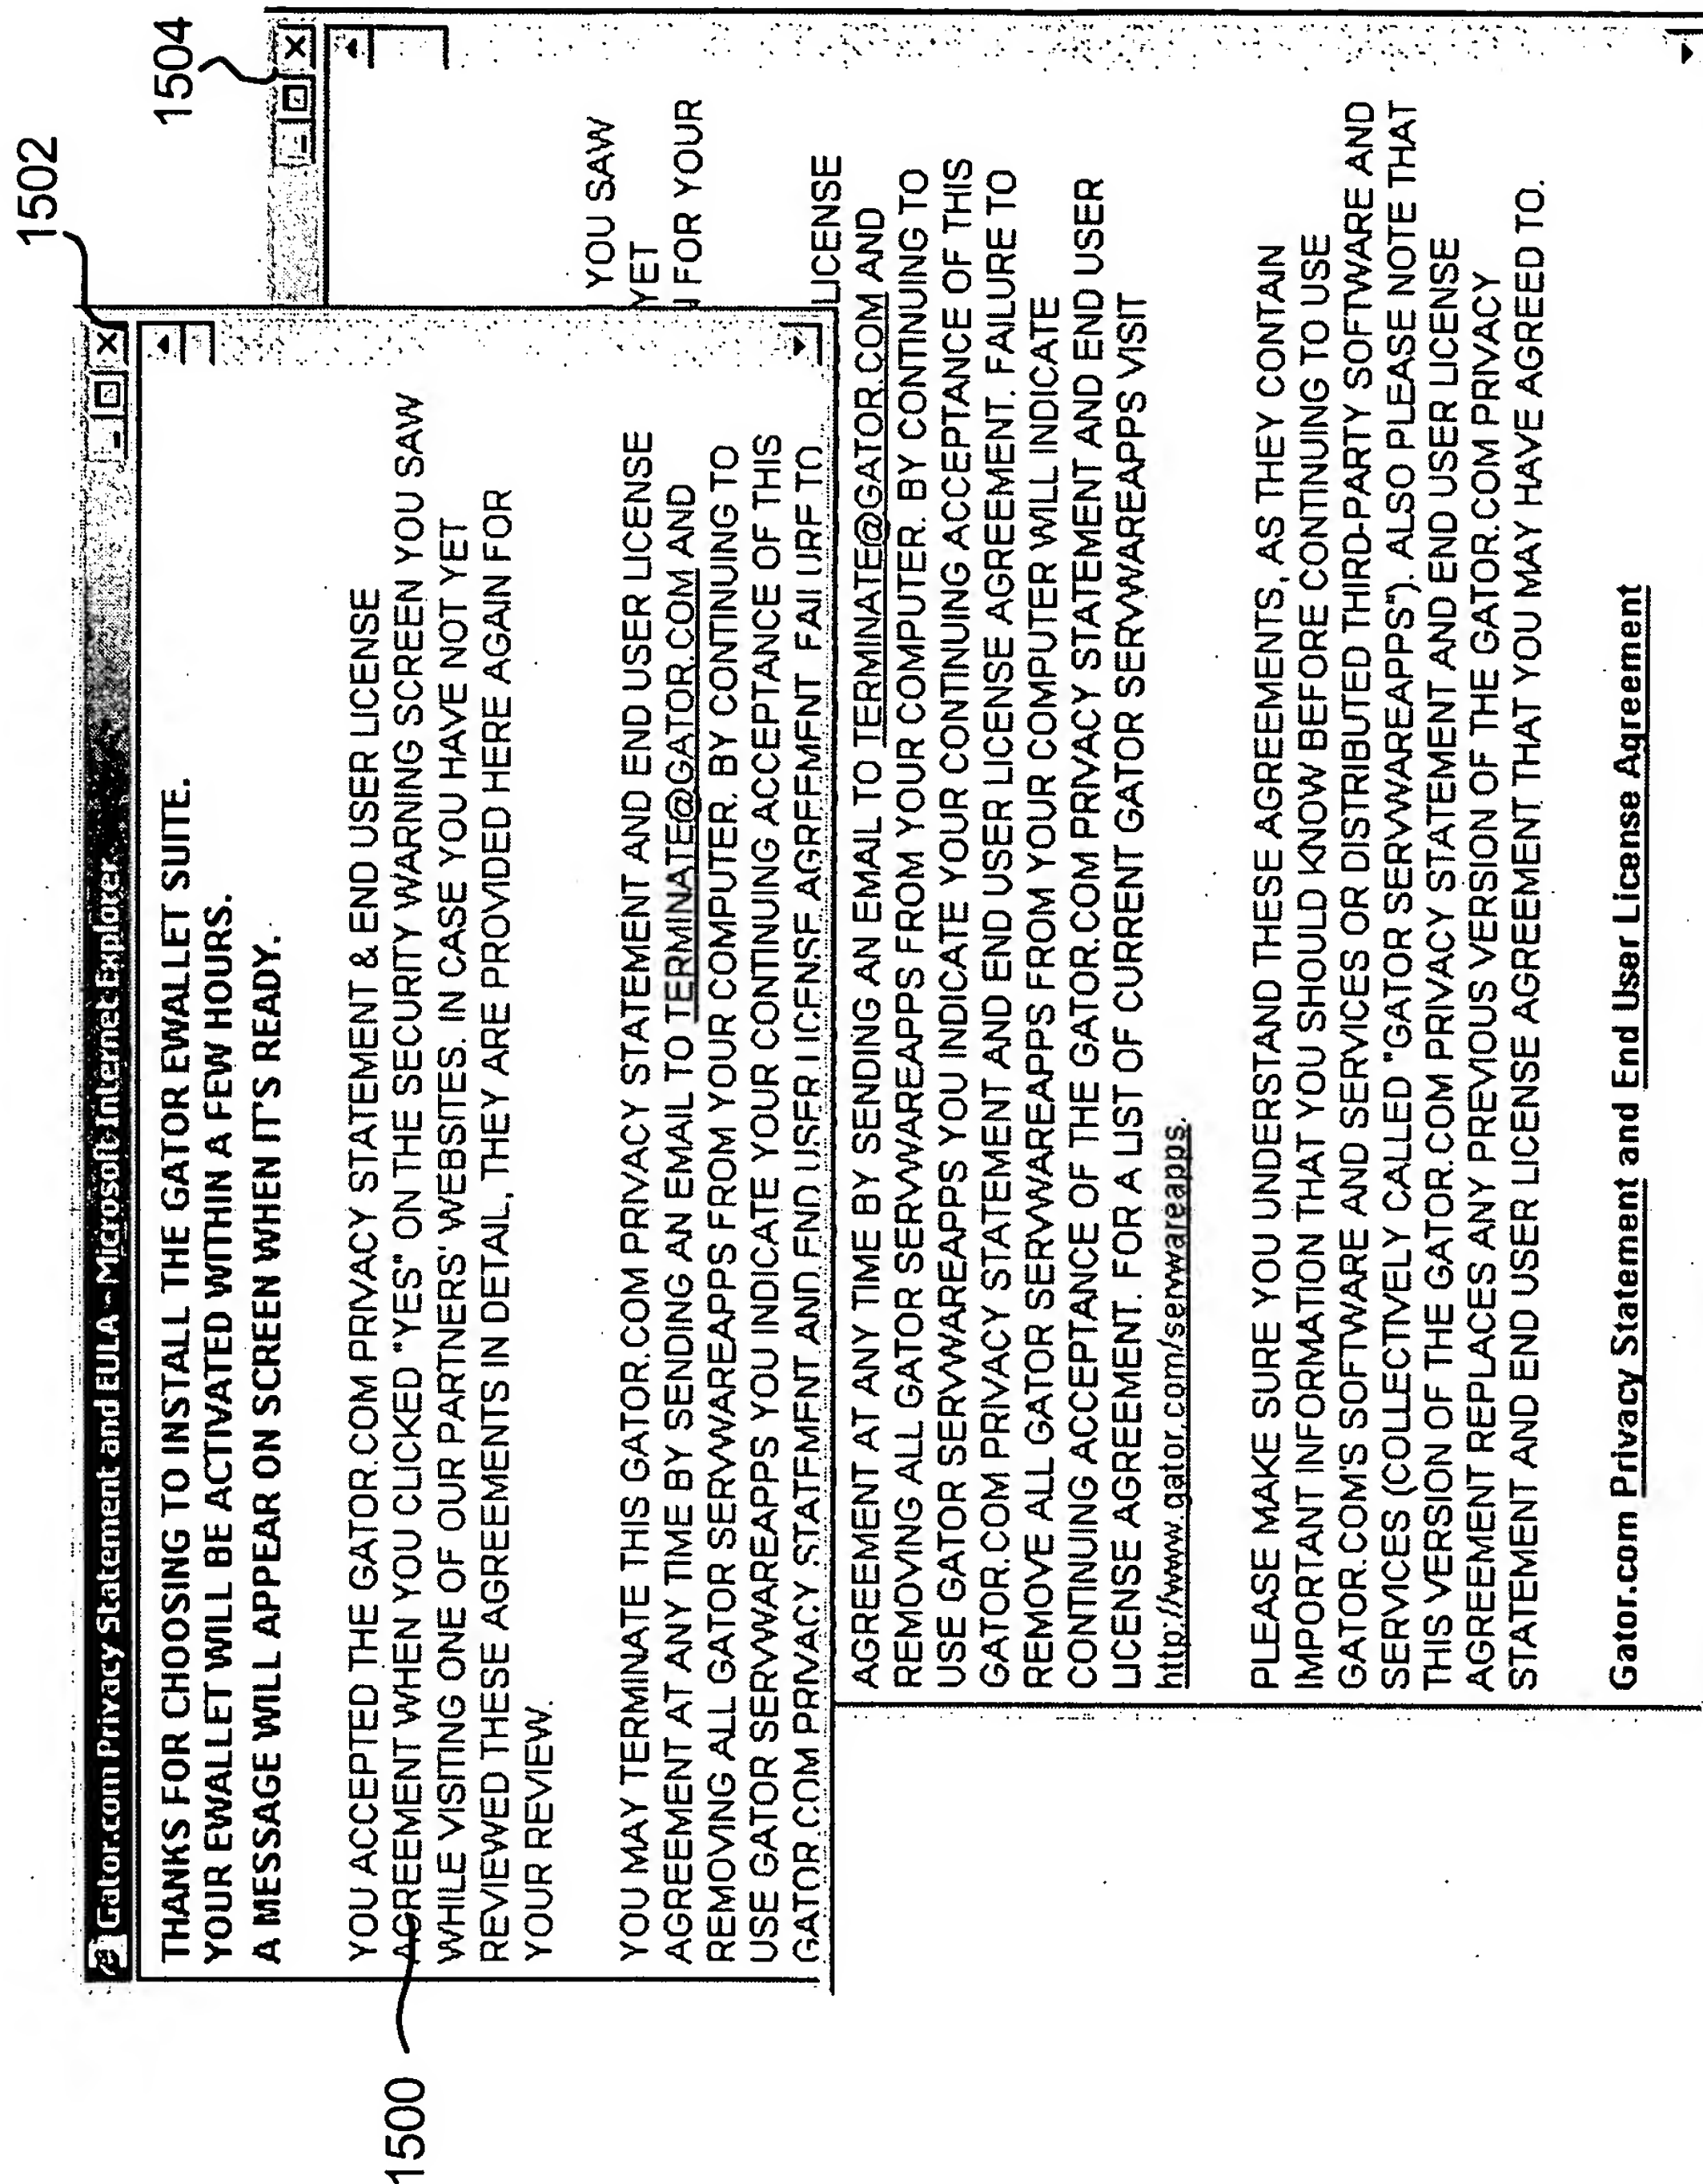 1502
1504
1500
Gator.com Privacy Statement and EULA - Microsoft Internet Explorer
THANKS FOR CHOOSING TO INSTALL THE GATOR EWALLET SUITE.
YOUR EWALLET WILL BE ACTIVATED WITHIN A FEW HOURS.
A MESSAGE WILL APPEAR ON SCREEN WHEN IT'S READY.
YOU ACCEPTED THE GATOR.COM PRIVACY STATEMENT & END USER LICENSE
AGREEMENT WHEN YOU CLICKED "YES" ON THE SECURITY WARNING SCREEN YOU SAW
WHILE VISITING ONE OF OUR PARTNERS' WEBSITES. IN CASE YOU HAVE NOT YET
REVIEWED THESE AGREEMENTS IN DETAIL, THEY ARE PROVIDED HERE AGAIN FOR
YOUR REVIEW.
YOU MAY TERMINATE THIS GATOR.COM PRIVACY STATEMENT AND END USER LICENSE
AGREEMENT AT ANY TIME BY SENDING AN EMAIL TO TERMINATE@GATOR.COM AND
REMOVING ALL GATOR SERVWAREAPPS FROM YOUR COMPUTER. BY CONTINUING TO
USE GATOR SERVWAREAPPS YOU INDICATE YOUR CONTINUING ACCEPTANCE OF THIS
GATOR.COM PRIVACY STATEMENT AND END USER LICENSE AGREEMENT FAILURE TO
YOU SAW
YET
FOR YOUR
LICENSE
AGREEMENT AT ANY TIME BY SENDING AN EMAIL TO TERMINATE@GATOR.COM AND
REMOVING ALL GATOR SERVWAREAPPS FROM YOUR COMPUTER. BY CONTINUING TO
USE GATOR SERVWAREAPPS YOU INDICATE YOUR CONTINUING ACCEPTANCE OF THIS
GATOR.COM PRIVACY STATEMENT AND END USER LICENSE AGREEMENT. FAILURE TO
REMOVE ALL GATOR SERVWAREAPPS FROM YOUR COMPUTER WILL INDICATE
CONTINUING ACCEPTANCE OF THE GATOR.COM PRIVACY STATEMENT AND END USER
LICENSE AGREEMENT. FOR A LIST OF CURRENT GATOR SERVWAREAPPS VISIT
http://www.gator.com/servwareapps.
PLEASE MAKE SURE YOU UNDERSTAND THESE AGREEMENTS, AS THEY CONTAIN
IMPORTANT INFORMATION THAT YOU SHOULD KNOW BEFORE CONTINUING TO USE
GATOR.COM'S SOFTWARE AND SERVICES OR DISTRIBUTED THIRD-PARTY SOFTWARE AND
SERVICES (COLLECTIVELY CALLED "GATOR SERVWAREAPPS"). ALSO PLEASE NOTE THAT
THIS VERSION OF THE GATOR.COM PRIVACY STATEMENT AND END USER LICENSE
AGREEMENT REPLACES ANY PREVIOUS VERSION OF THE GATOR.COM PRIVACY
STATEMENT AND END USER LICENSE AGREEMENT THAT YOU MAY HAVE AGREED TO.
Gator.com Privacy Statement and End User License Agreement